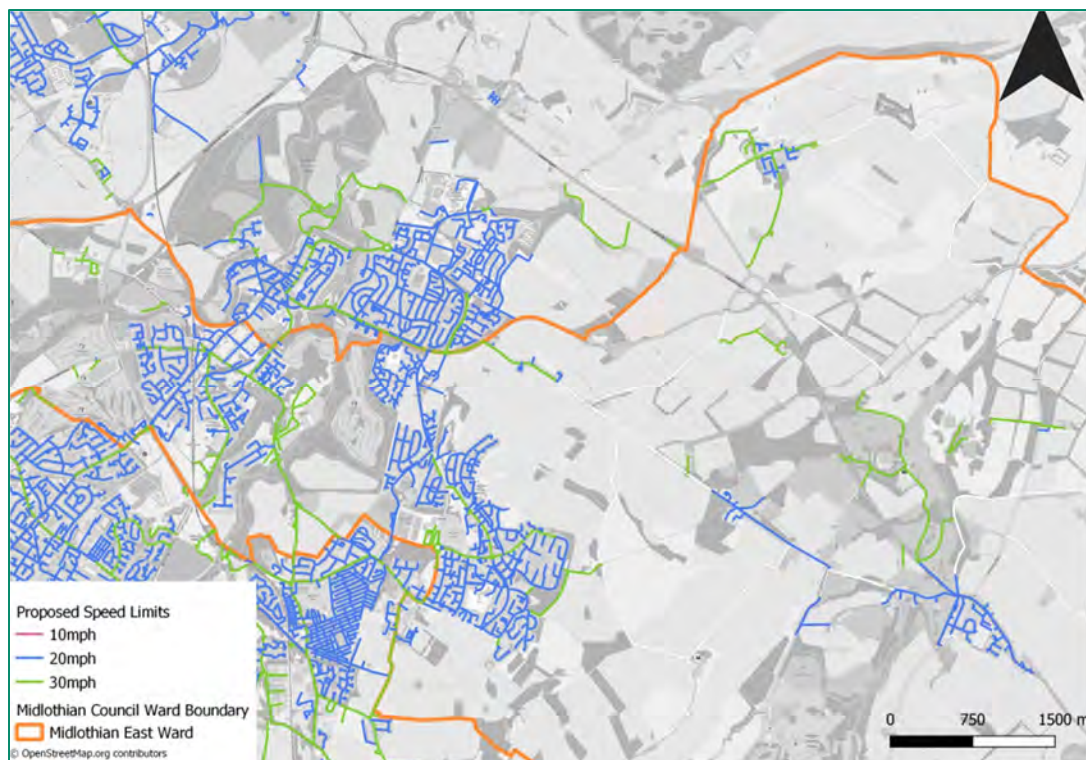 Proposed Speed Limits
10mph
20mph
30mph
Midlothian Council Ward Boundary
Midlothian East Ward
© OpenStreetMap.org contributors
0 750 1500 m